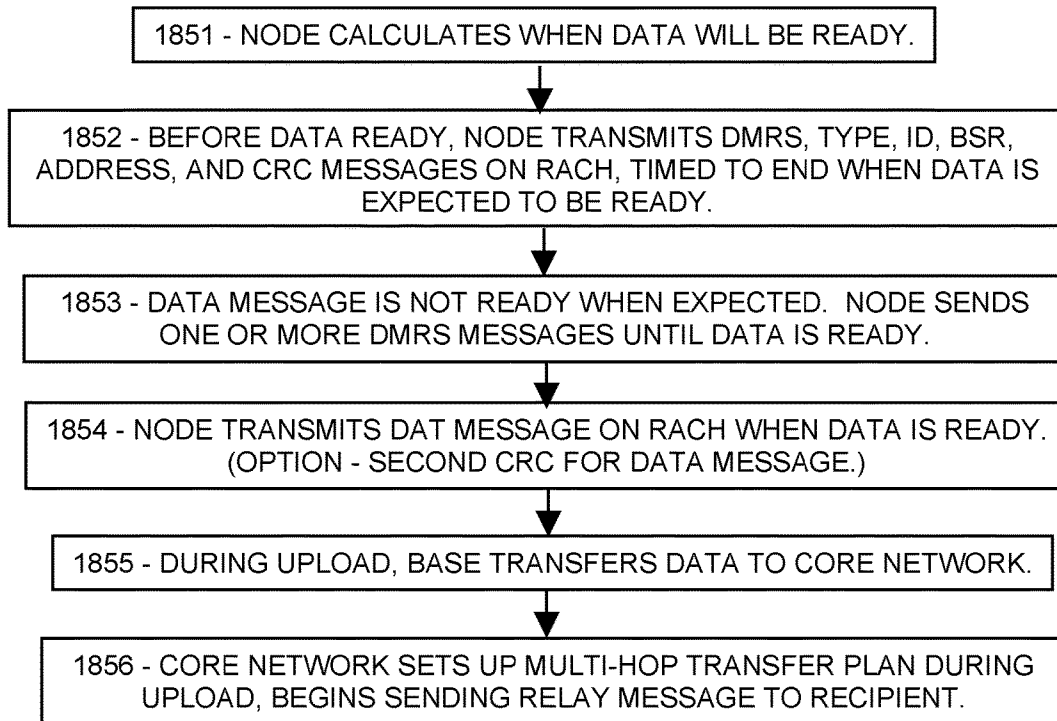 1851 - NODE CALCULATES WHEN DATA WILL BE READY.
1852 - BEFORE DATA READY, NODE TRANSMITS DMRS, TYPE, ID, BSR,
ADDRESS, AND CRC MESSAGES ON RACH, TIMED TO END WHEN DATA IS
EXPECTED TO BE READY.
1853 - DATA MESSAGE IS NOT READY WHEN EXPECTED. NODE SENDS
ONE OR MORE DMRS MESSAGES UNTIL DATA IS READY.
1854 - NODE TRANSMITS DAT MESSAGE ON RACH WHEN DATA IS READY.
(OPTION - SECOND CRC FOR DATA MESSAGE.)
1855 - DURING UPLOAD, BASE TRANSFERS DATA TO CORE NETWORK.
1856 - CORE NETWORK SETS UP MULTI-HOP TRANSFER PLAN DURING
UPLOAD, BEGINS SENDING RELAY MESSAGE TO RECIPIENT.